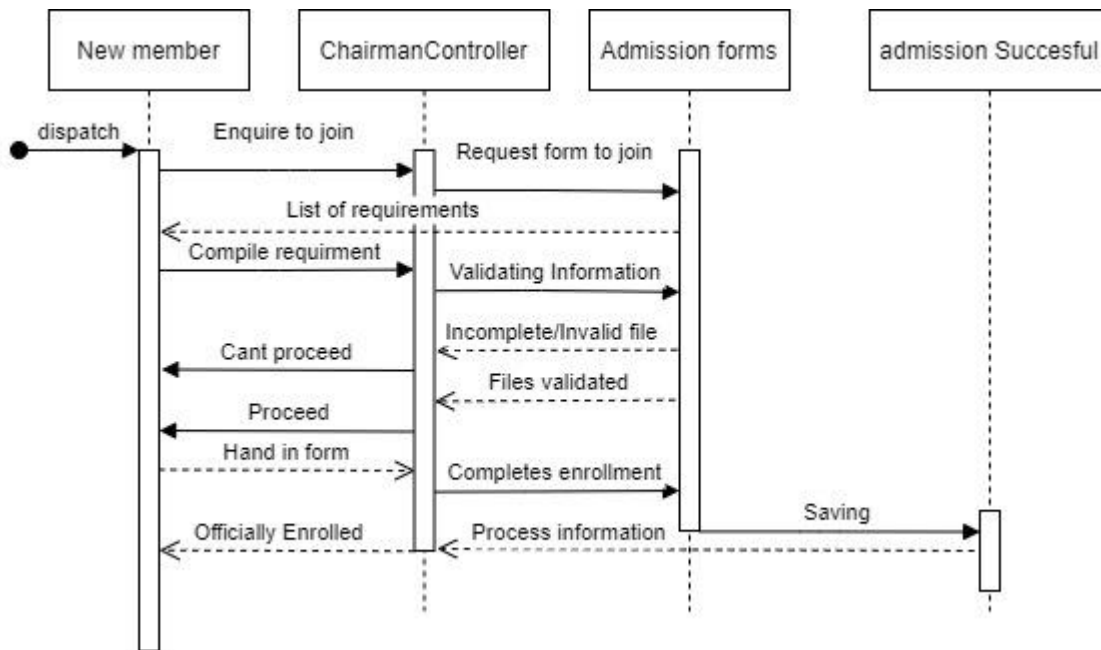 New member
ChairmanController
Admission forms
admission Succesful
dispatch
Enquire to join
Request form to join
List of requirements
Compile requirment
Validating Information
Incomplete/Invalid file
Cant proceed
Files validated
Proceed
Hand in form
Completes enrollment
Saving
Officially Enrolled
Process information